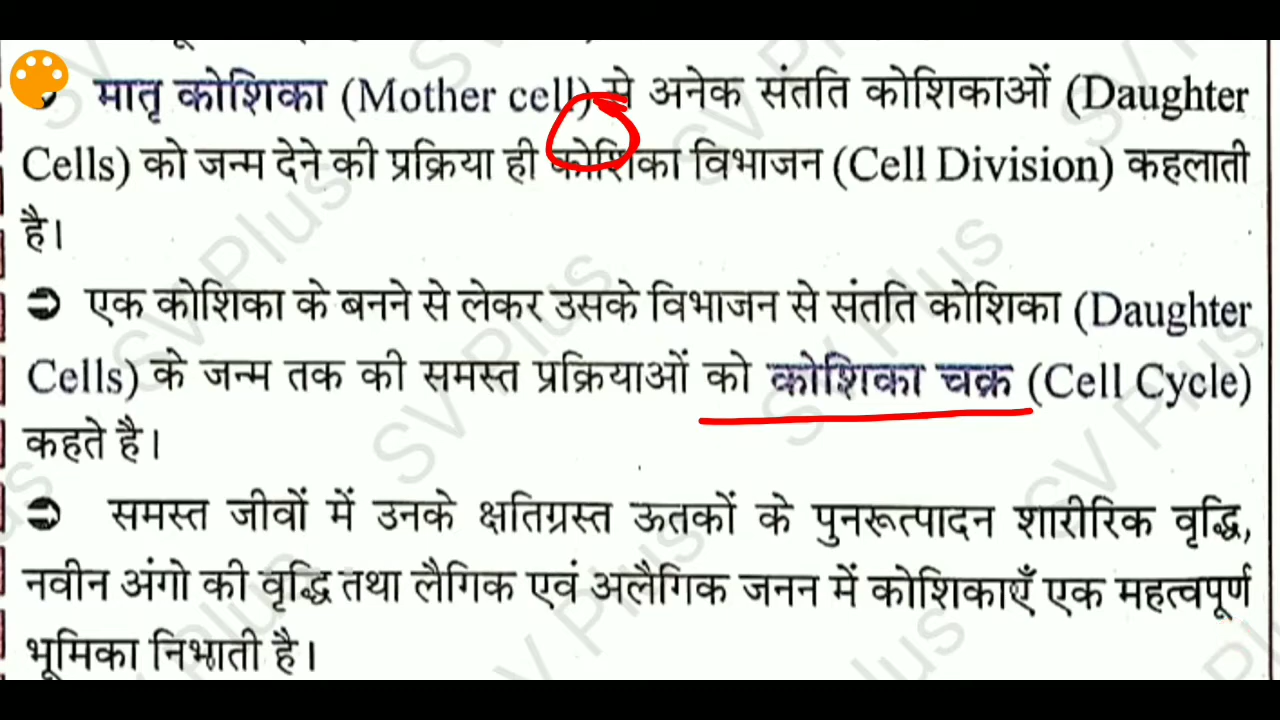 मातृ कोशिका (Mother cell) से अनेक संतति कोशिकाओं (Daughter
Cells) को जन्म देने की प्रक्रिया ही कोशिका विभाजन (Cell Division) कहलाती
है।
➲ एक कोशिका के बनने से लेकर उसके विभाजन से संतति कोशिका (Daughter
Cells) के जन्म तक की समस्त प्रक्रियाओं को कोशिका चक्र (Cell Cycle)
कहते है।
➲ समस्त जीवों में उनके क्षतिग्रस्त ऊतकों के पुनरूत्पादन शारीरिक वृद्धि,
नवीन अंगो की वृद्धि तथा लैगिक एवं अलैगिक जनन में कोशिकाएँ एक महत्वपूर्ण
भूमिका निभाती है।
SV Plus